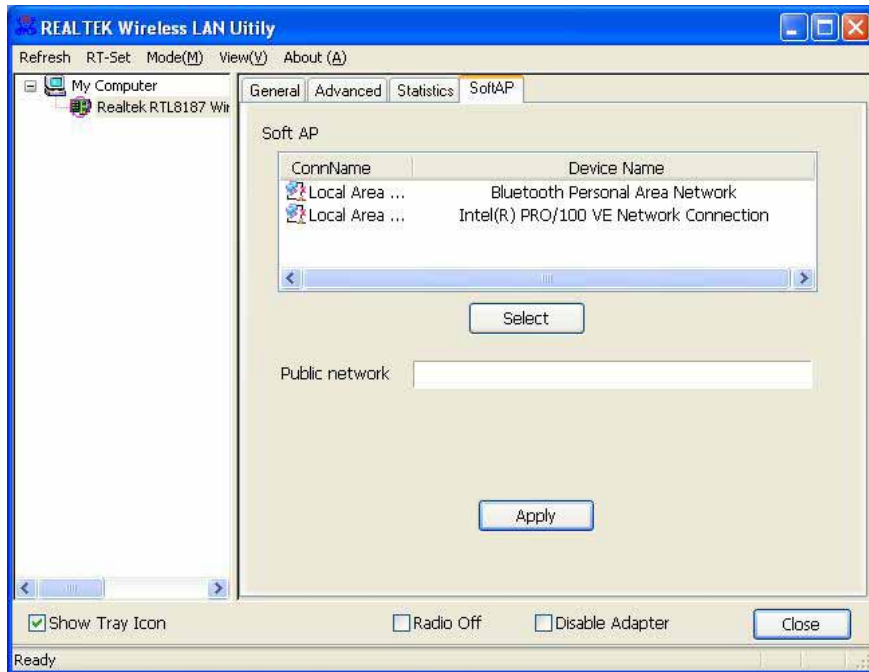 REALTEK Wireless LAN Uitily
Refresh RT-Set Mode(M) View(V) About (A)
My Computer
Realtek RTL8187 Wir
General Advanced Statistics SoftAP
Soft AP
ConnName Device Name
Local Area ... Bluetooth Personal Area Network
Local Area ... Intel(R) PRO/100 VE Network Connection
Select
Public network
Apply
Show Tray Icon Radio Off Disable Adapter Close
Ready